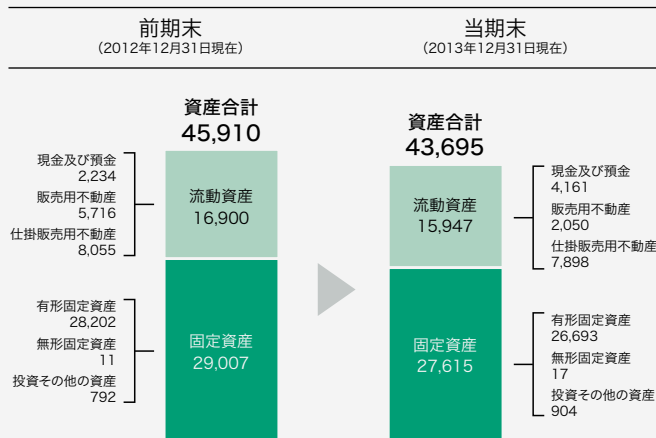 前期末
(2012年12月31日現在)
当期末
(2013年12月31日現在)
資産合計
45,910
現金及び預金
2,234
販売用不動産
5,716
仕掛販売用不動産
8,055
流動資産
16,900
有形固定資産
28,202
無形固定資産
11
投資その他の資産
792
固定資産
29,007
資産合計
43,695
流動資産
15,947
現金及び預金
4,161
販売用不動産
2,050
仕掛販売用不動産
7,898
固定資産
27,615
有形固定資産
26,693
無形固定資産
17
投資その他の資産
904